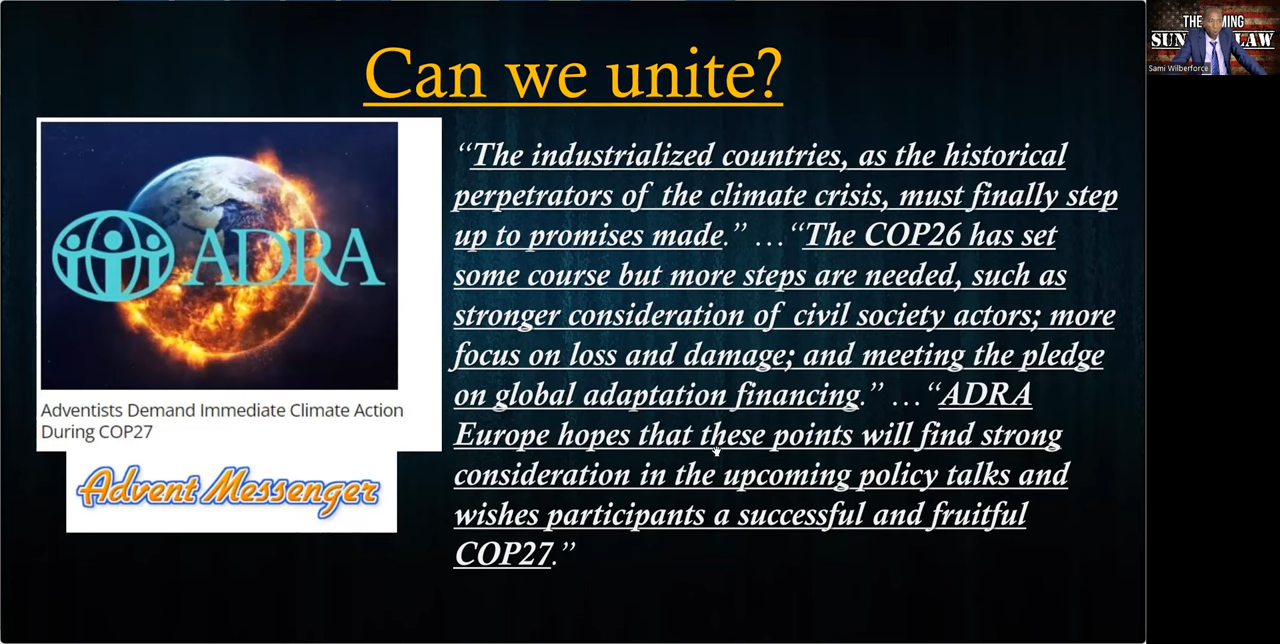 Can we unite?
ADRA
Adventists Demand Immediate Climate Action
During COP27
Advent Messenger
“The industrialized countries, as the historical
perpetrators of the climate crisis, must finally step
up to promises made.” …“The COP26 has set
some course but more steps are needed, such as
stronger consideration of civil society actors; more
focus on loss and damage; and meeting the pledge
on global adaptation financing.” …“ADRA
Europe hopes that these points will find strong
consideration in the upcoming policy talks and
wishes participants a successful and fruitful
COP27.”
THE MING
SUN LAW
Sami Wilberforce